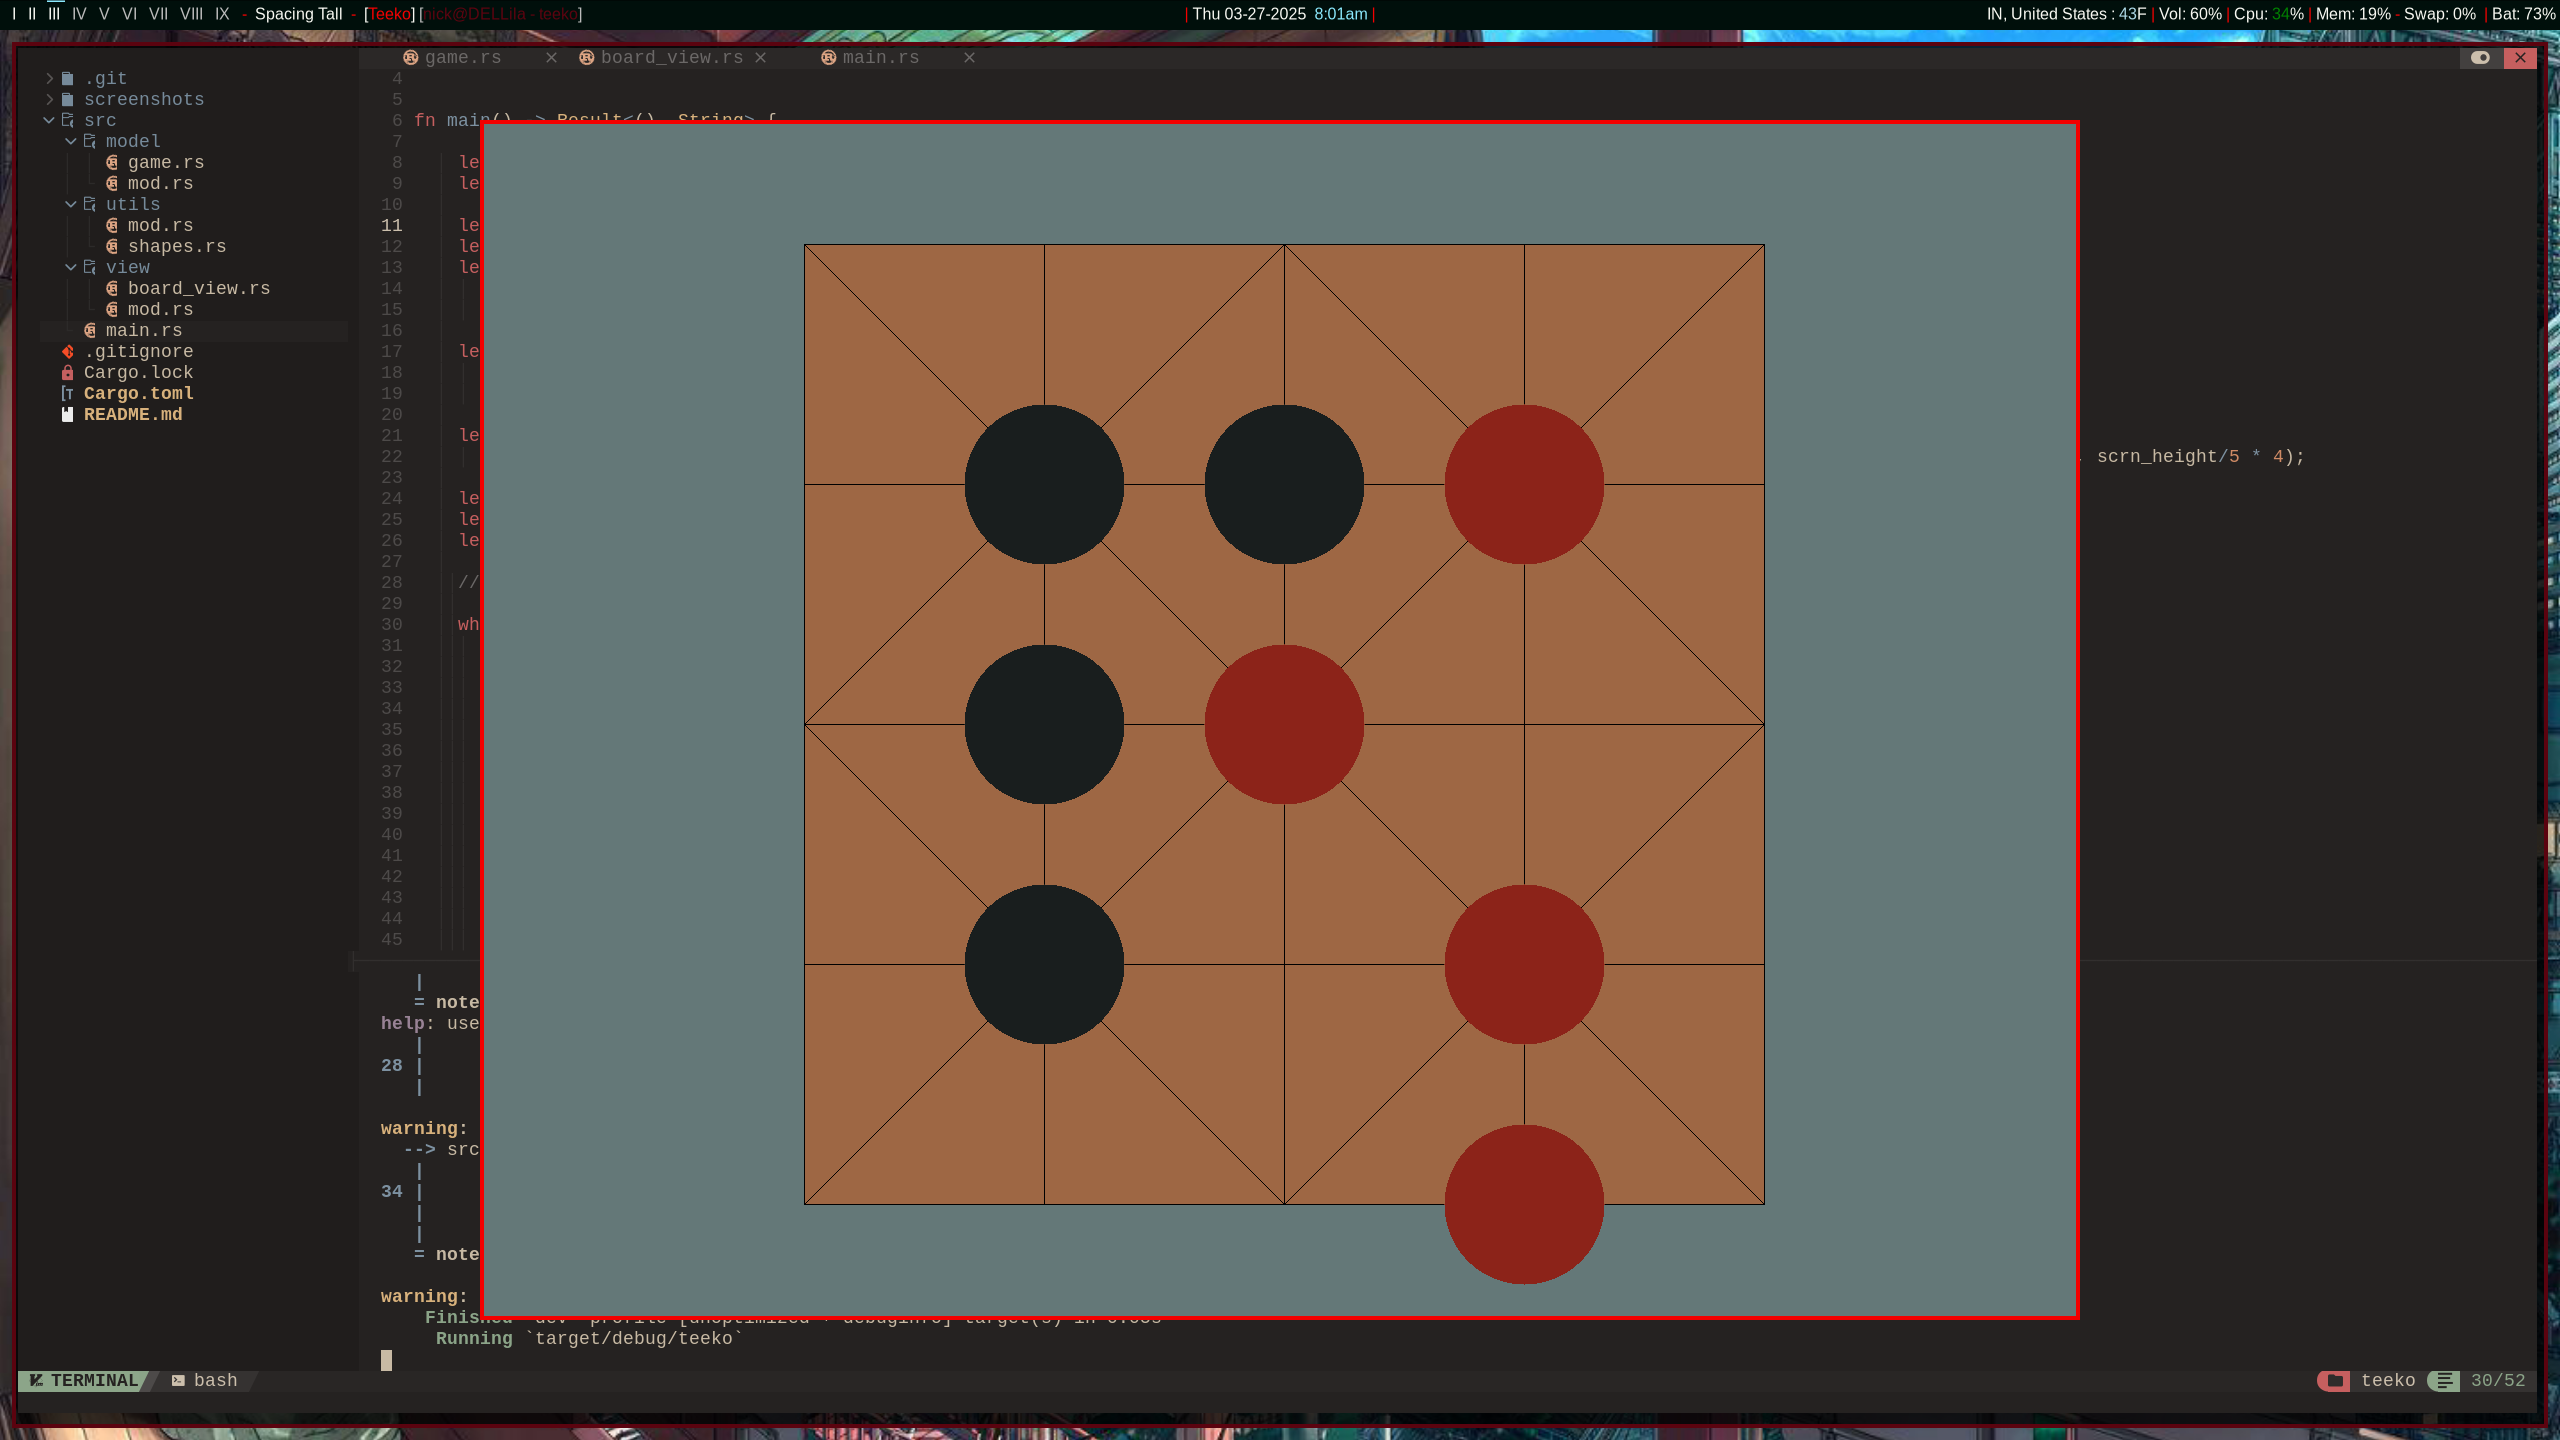 I II III IV V VI VII VIII IX - Spacing Tall - [Teeko] [nick@DELLila - teeko]
| Thu 03-27-2025 8:01am |
IN, United States : 43F | Vol: 60% | Cpu: 34% | Mem: 19% - Swap: 0% | Bat: 73%
game.rs board_view.rs main.rs
.git
screenshots
src
model
game.rs
mod.rs
utils
mod.rs
shapes.rs
view
board_view.rs
mod.rs
main.rs
.gitignore
Cargo.lock
Cargo.toml
README.md
4
5
6 fn main() -> Result<(), String> {
7
8 le
9 le
10
11 le
12 le
13 le
14
15
16
17 le
18
19
20
21 le
22 scrn_height/5 * 4);
23
24 le
25 le
26 le
27
28 //
29
30 wh
31
32
33
34
35
36
37
38
39
40
41
42
43
44
45
|
= note
help: use
|
28 |
|
warning:
--> src
|
34 |
|
|
= note
warning:
Finished `dev` profile [unoptimized + debuginfo] target(s) in
Running `target/debug/teeko`
TERMINAL bash teeko 30/52